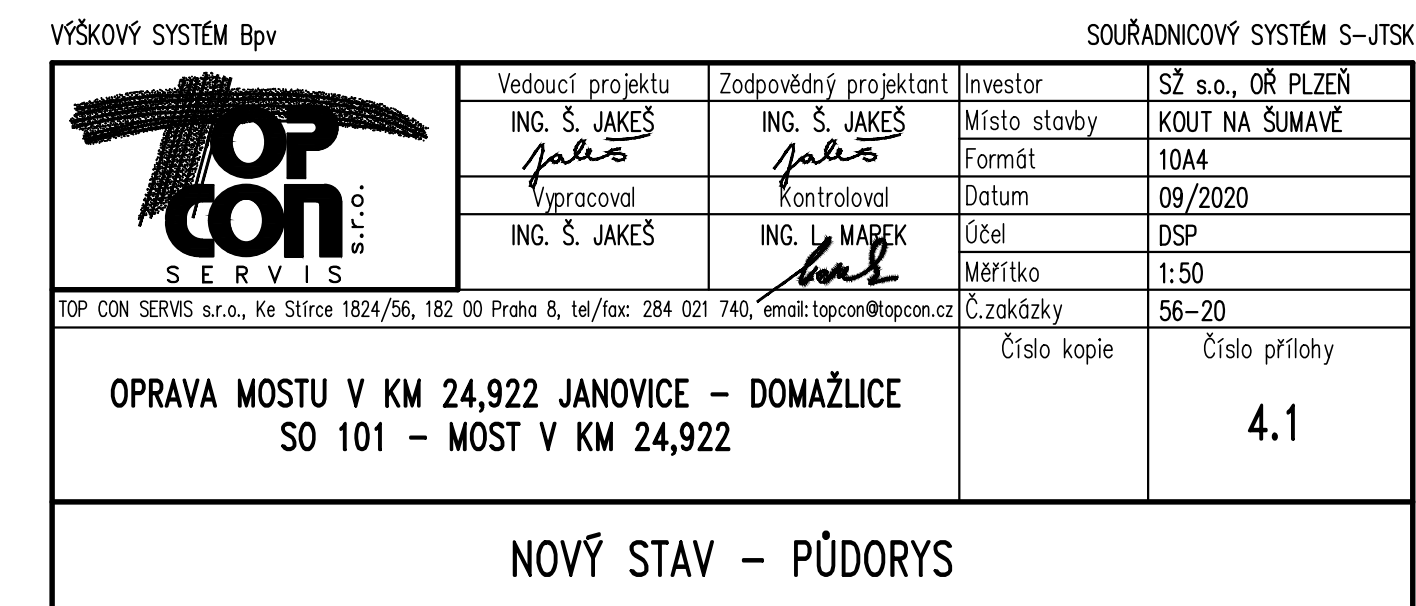 VÝŠKOVÝ SYSTÉM Bpv
SOUŘADNICOVÝ SYSTÉM S-JTSK
TOP
CON
s.r.o.
SERVIS
Vedoucí projektu
Zodpovědný projektant
Investor
SŽ s.o., OŘ PLZEŇ
ING. Š. JAKEŠ
ING. Š. JAKEŠ
Místo stavby
KOUT NA ŠUMAVĚ
Jakeš
Jakeš
Formát
10A4
Vypracoval
Kontroloval
Datum
09/2020
ING. Š. JAKEŠ
ING. L. MAREK
Účel
DSP
Měřítko
1:50
TOP CON SERVIS s.r.o., Ke Stírce 1824/56, 182 00 Praha 8, tel/fax: 284 021 740, email: topcon@topcon.cz
Č.zakázky
56-20
Číslo kopie
Číslo přílohy
OPRAVA MOSTU V KM 24,922 JANOVICE – DOMAŽLICE
SO 101 – MOST V KM 24,922
4.1
NOVÝ STAV – PŮDORYS